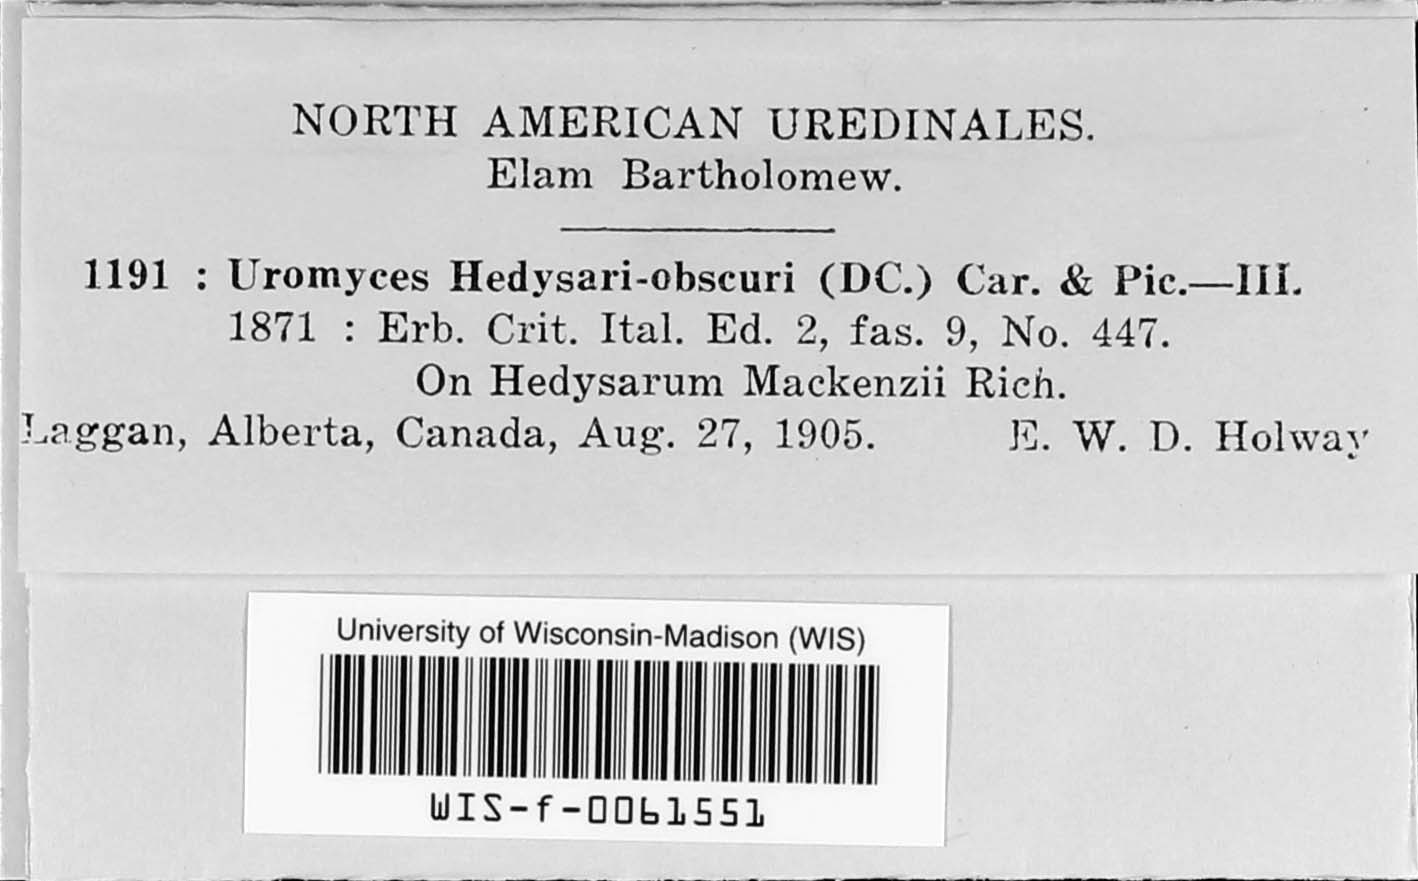 NORTH AMERICAN UREDINALES.
Elam Bartholomew.
1191 : Uromyces Hedysari-obscuri (DC.) Car. & Pic.—III.
1871 : Erb. Crit. Ital. Ed. 2, fas. 9, No. 447.
On Hedysarum Mackenzii Rich.
Laggan, Alberta, Canada, Aug. 27, 1905. E. W. D. Holway
University of Wisconsin-Madison (WIS)
WIS-f-0061551